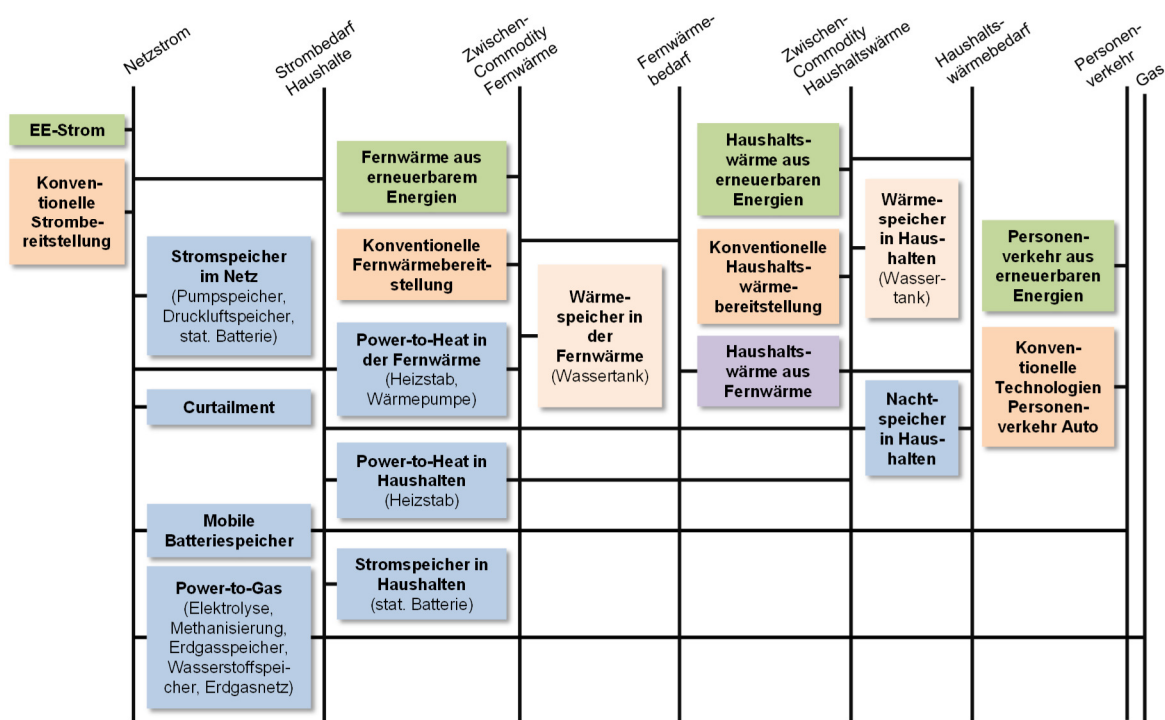 Netzstrom
Strombedarf
Haushalte
Zwischen-
Commodity
Fernwärme
Fernwärme-
bedarf
Zwischen-
Commodity
Haushaltswärme
Haushalts-
wärmebedarf
Personen-
verkehr
Gas
EE-Strom
Konven-
tionelle
Strombe-
reitstellung
Stromspeicher
im Netz
(Pumpspeicher,
Druckluftspeicher,
stat. Batterie)
Curtailment
Mobile
Batteriespeicher
Power-to-Gas
(Elektrolyse,
Methanisierung,
Erdgasspeicher,
Wasserstoffspei-
cher, Erdgasnetz)
Fernwärme aus
erneuerbarem
Energien
Konventionelle
Fernwärmebereit-
stellung
Power-to-Heat in
der Fernwärme
(Heizstab,
Wärmepumpe)
Power-to-Heat in
Haushalten
(Heizstab)
Stromspeicher in
Haushalten
(stat. Batterie)
Wärme-
speicher in
der
Fernwärme
(Wassertank)
Haushalts-
wärme aus
erneuerbaren
Energien
Konventionelle
Haushalts-
wärme-
bereitstellung
Haushalts-
wärme aus
Fernwärme
Wärme-
speicher
in Haus-
halten
(Wasser-
tank)
Nacht-
speicher
in Haus-
halten
Personen-
verkehr aus
erneuerbaren
Energien
Konven-
tionelle
Technologien
Personen-
verkehr Auto